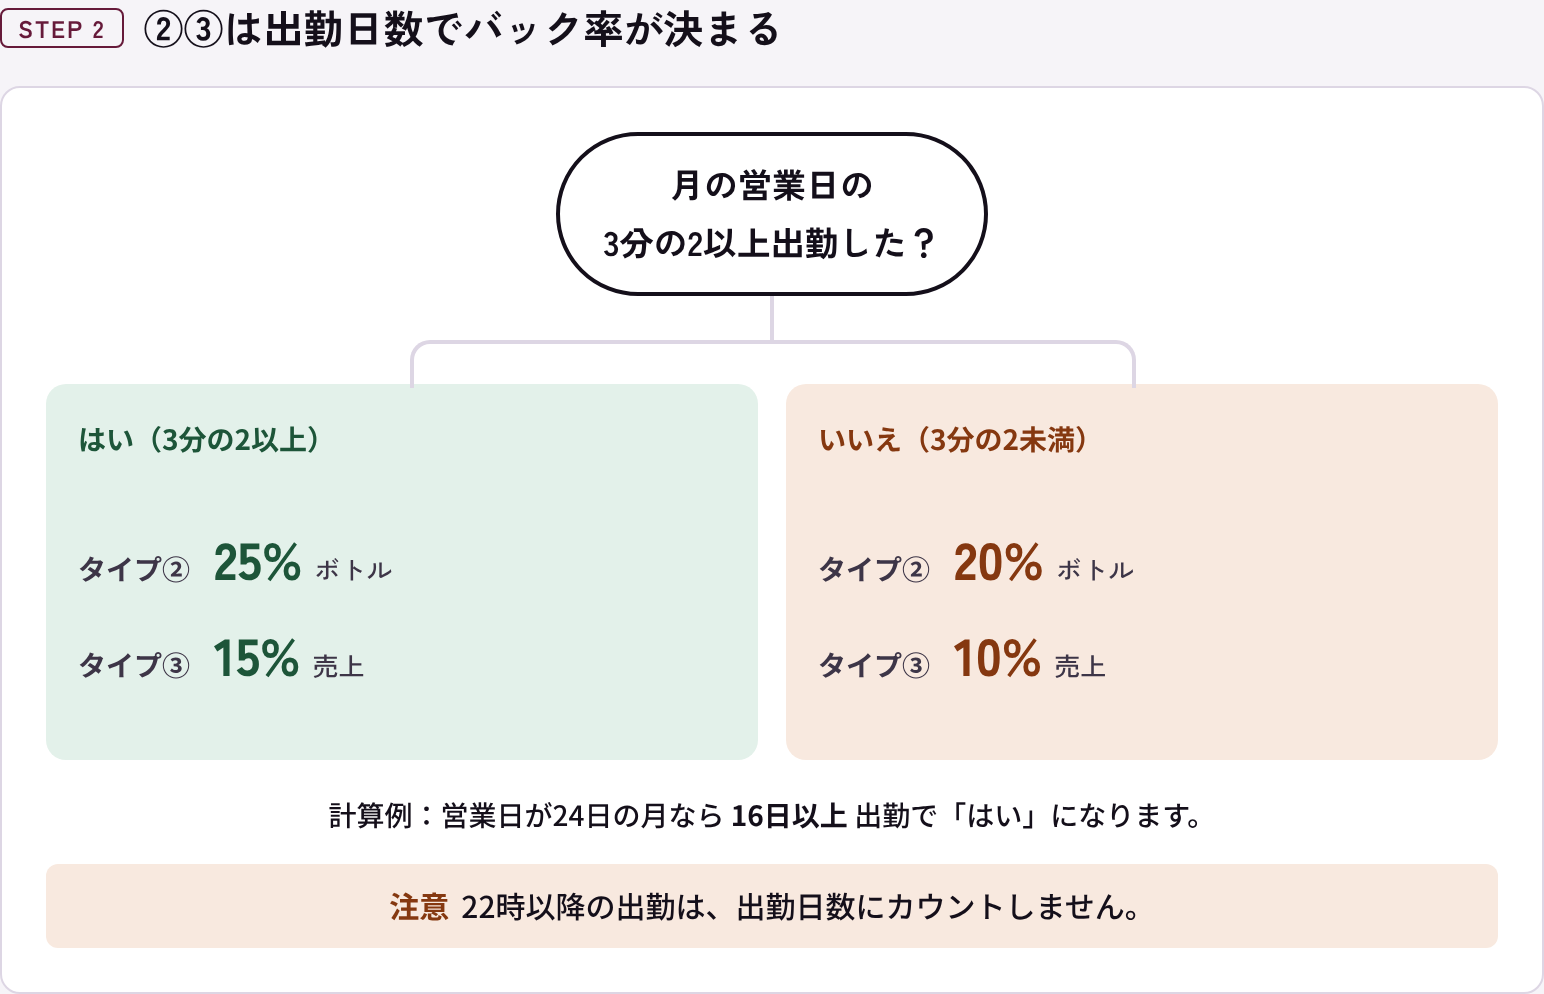 STEP 2 ②③は出勤日数でバック率が決まる
月の営業日の
3分の2以上出勤した？
はい（3分の2以上）
タイプ② 25% ボトル
タイプ③ 15% 売上
いいえ（3分の2未満）
タイプ② 20% ボトル
タイプ③ 10% 売上
計算例：営業日が24日の月なら 16日以上 出勤で「はい」になります。
注意 22時以降の出勤は、出勤日数にカウントしません。